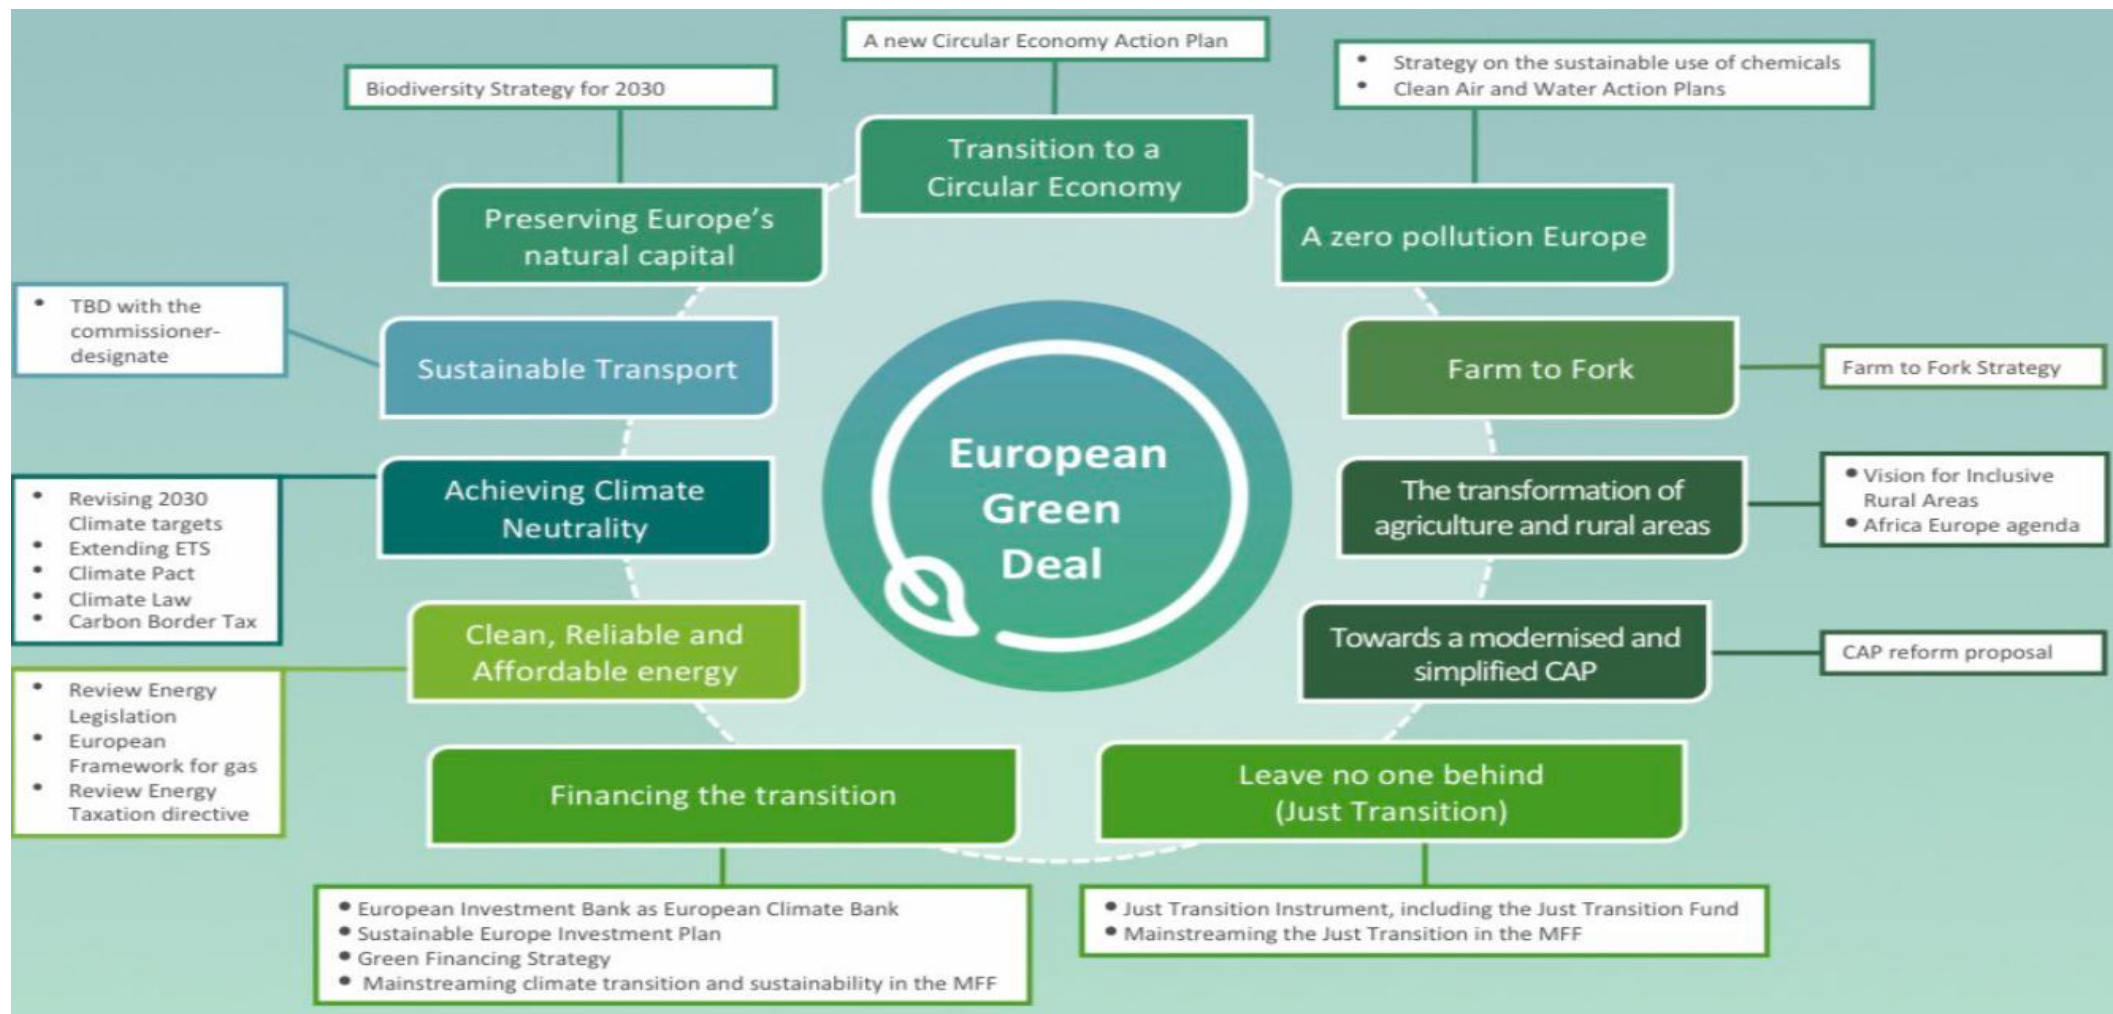 A new Circular Economy Action Plan
Biodiversity Strategy for 2030
• Strategy on the sustainable use of chemicals
• Clean Air and Water Action Plans
Transition to a
Circular Economy
Preserving Europe's
natural capital
A zero pollution Europe
• TBD with the
commissioner-
designate
Sustainable Transport
Farm to Fork
Farm to Fork Strategy
European
Green
Deal
Achieving Climate
Neutrality
• Revising 2030
Climate targets
• Extending ETS
• Climate Pact
• Climate Law
• Carbon Border Tax
The transformation of
agriculture and rural areas
• Vision for Inclusive
Rural Areas
• Africa Europe agenda
Clean, Reliable and
Affordable energy
• Review Energy
Legislation
• European
Framework for gas
• Review Energy
Taxation directive
Towards a modernised and
simplified CAP
CAP reform proposal
Financing the transition
• European Investment Bank as European Climate Bank
• Sustainable Europe Investment Plan
• Green Financing Strategy
• Mainstreaming climate transition and sustainability in the MFF
Leave no one behind
(Just Transition)
• Just Transition Instrument, including the Just Transition Fund
• Mainstreaming the Just Transition in the MFF